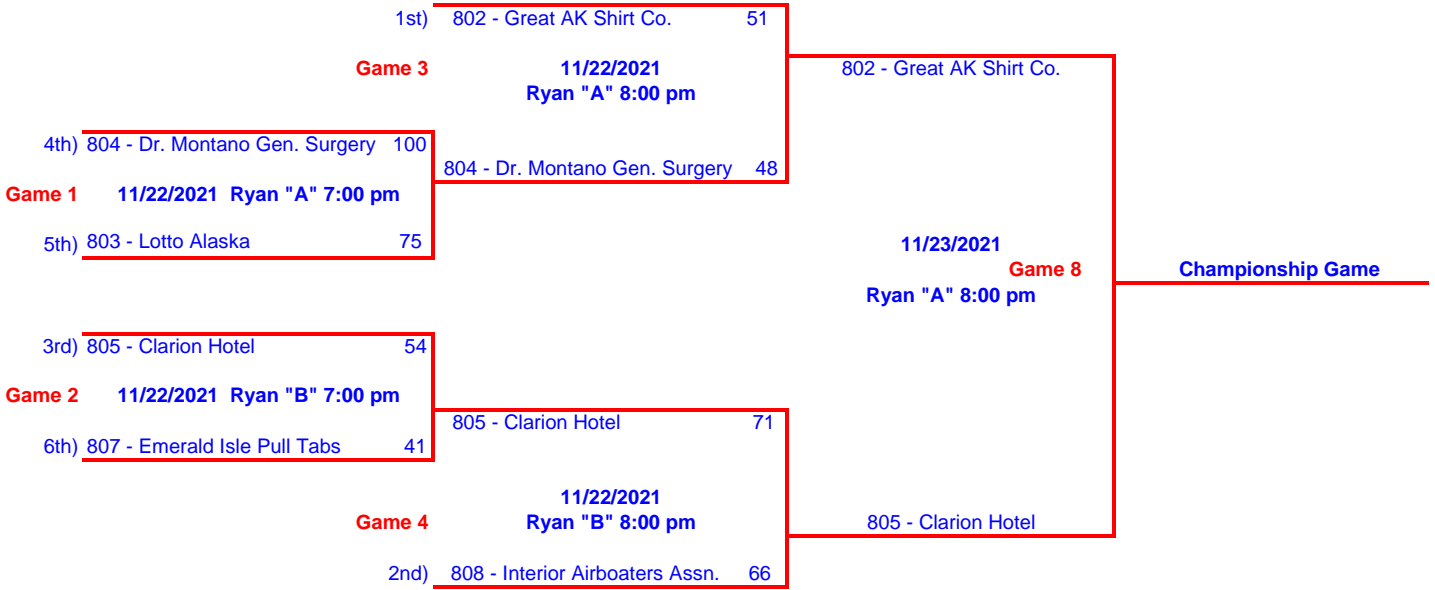 1st) 802 - Great AK Shirt Co. 51
Game 3 11/22/2021 802 - Great AK Shirt Co.
Ryan "A" 8:00 pm
4th) 804 - Dr. Montano Gen. Surgery 100
804 - Dr. Montano Gen. Surgery 48
Game 1 11/22/2021 Ryan "A" 7:00 pm
5th) 803 - Lotto Alaska 75 11/23/2021
Game 8 Championship Game
Ryan "A" 8:00 pm
3rd) 805 - Clarion Hotel 54
Game 2 11/22/2021 Ryan "B" 7:00 pm
805 - Clarion Hotel 71
6th) 807 - Emerald Isle Pull Tabs 41
11/22/2021
Game 4 Ryan "B" 8:00 pm 805 - Clarion Hotel
2nd) 808 - Interior Airboaters Assn. 66